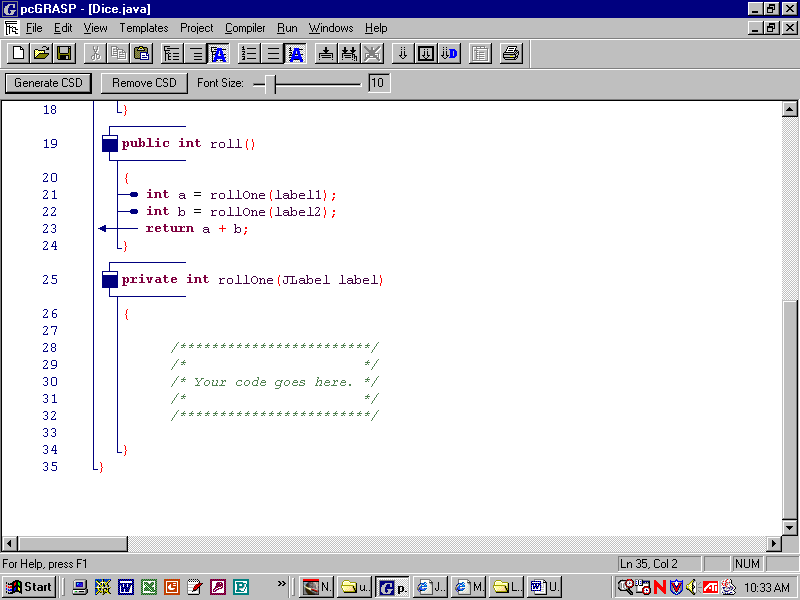 pcGRASP - [Dice.java]
File Edit View Templates Project Compiler Run Windows Help
Generate CSD Remove CSD Font Size: 10
18 }
19 public int roll()
20 {
21 int a = rollOne(label1);
22 int b = rollOne(label2);
23 return a + b;
24 }
25 private int rollOne(JLabel label)
26 {
27
28 /************************/
29 /* */
30 /* Your code goes here. */
31 /* */
32 /************************/
33
34 }
35 }
For Help, press F1 Ln 35, Col 2 NUM
Start N. u.. p. J.. M. L.. U. 10:33 AM